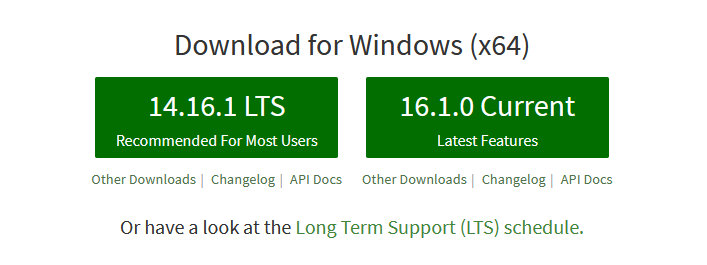 Download for Windows (x64)
14.16.1 LTS
Recommended For Most Users
16.1.0 Current
Latest Features
Other Downloads | Changelog | API Docs
Other Downloads | Changelog | API Docs
Or have a look at the Long Term Support (LTS) schedule.